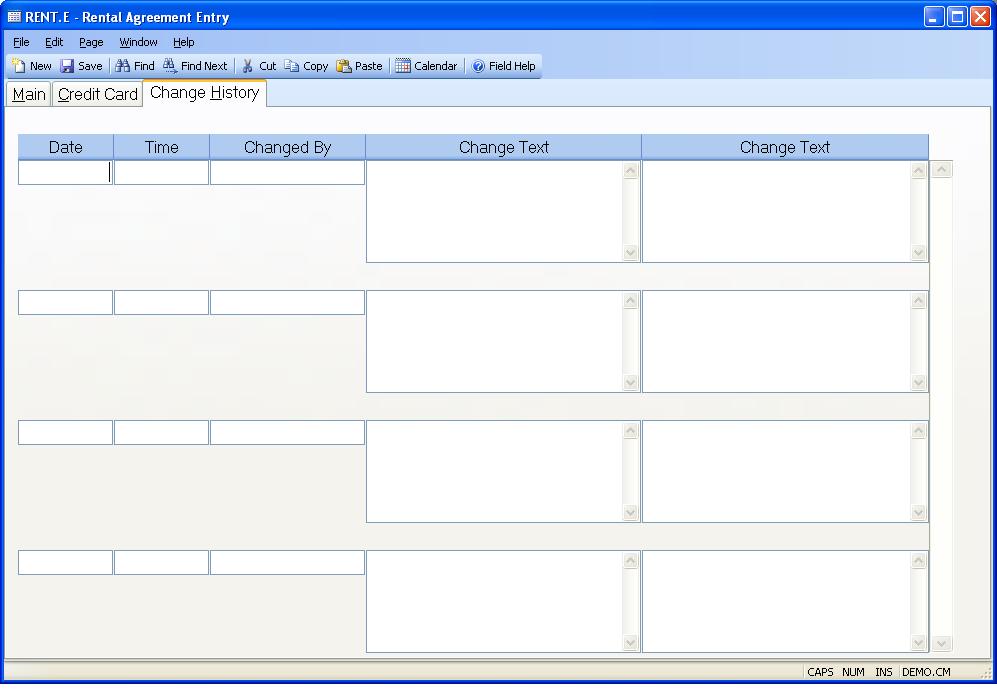 RENT.E - Rental Agreement Entry
File Edit Page Window Help
New Save Find Find Next Cut Copy Paste Calendar Field Help
Main Credit Card Change History
Date Time Changed By Change Text Change Text
CAPS NUM INS DEMO.CM